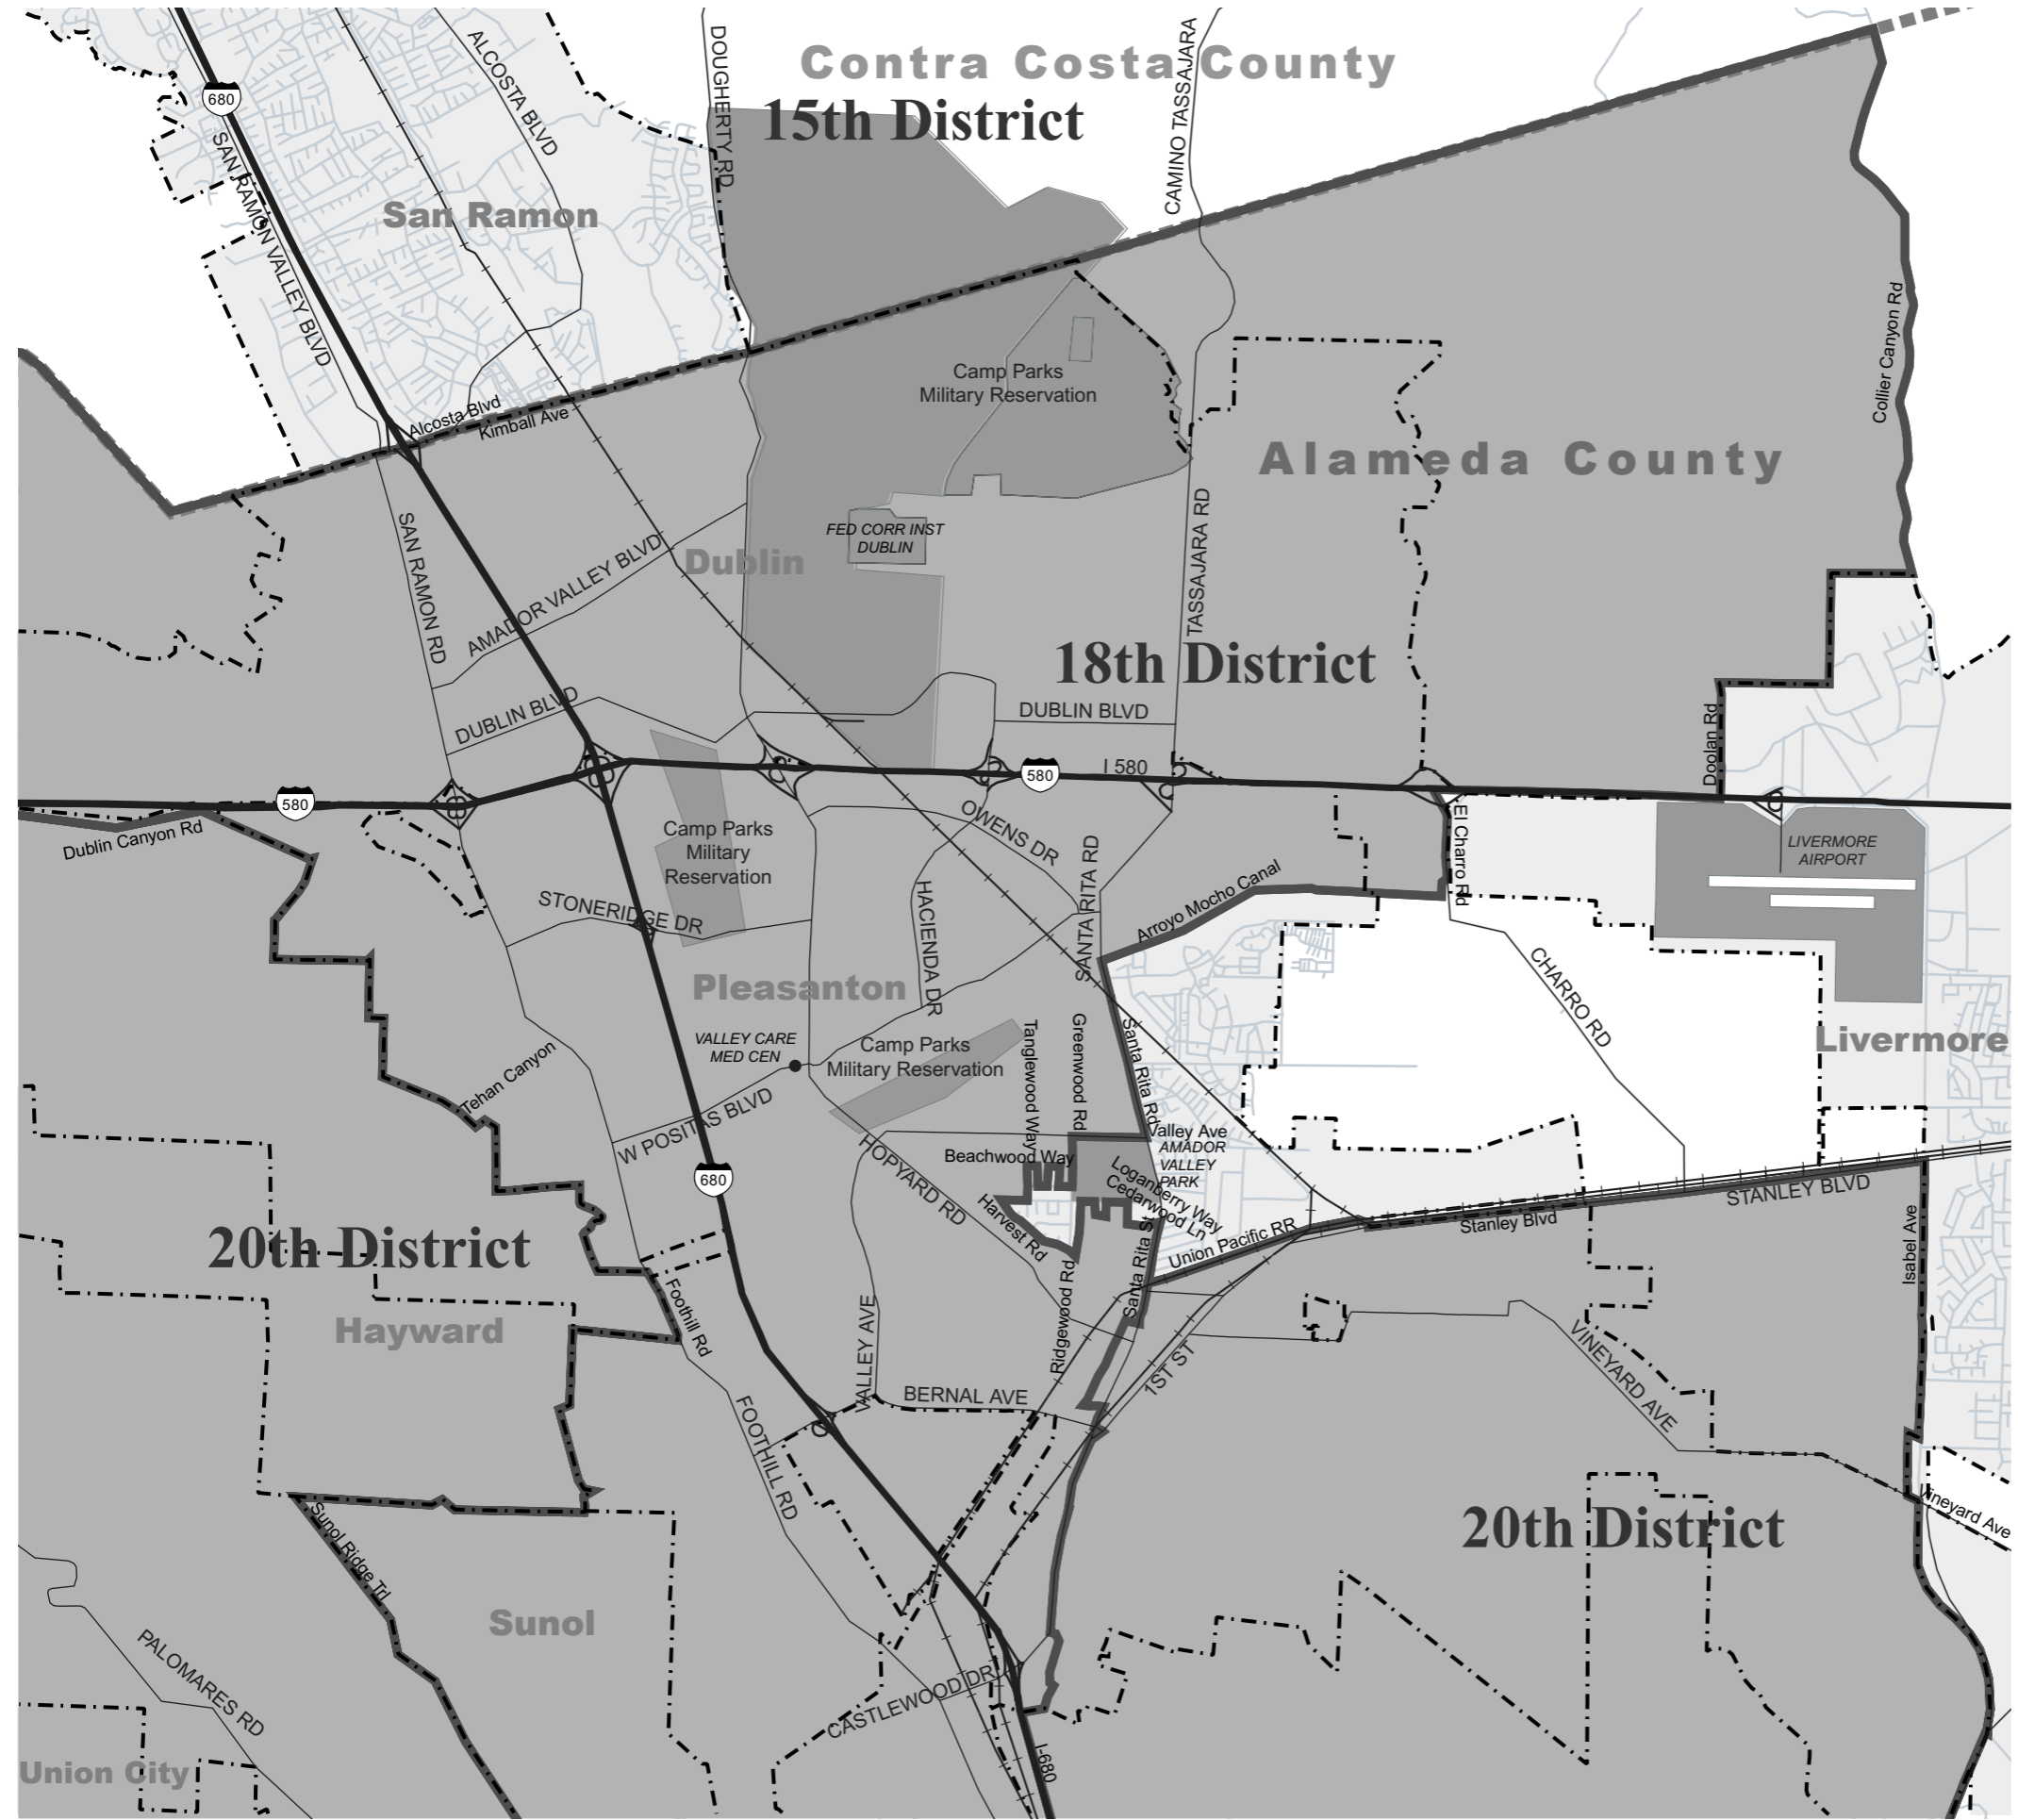 Contra Costa County
15th District
DOUGHERTY RD
CAMINO TASSAJARA
ALCOSTA BLVD
680
SAN RAMON VALLEY BLVD
San Ramon
Collier Canyon Rd
Camp Parks
Military Reservation
Alcosta Blvd
Kimball Ave
Alameda County
FED CORR INST
DUBLIN
SAN RAMON RD
AMADOR VALLEY BLVD
Dublin
TASSAJARA RD
18th District
DUBLIN BLVD
DUBLIN BLVD
Doolan Rd
I 580
580
580
Dublin Canyon Rd
OWENS DR
El Charro Rd
LIVERMORE
AIRPORT
Camp Parks
Military
Reservation
STONERIDGE DR
HACIENDA DR
SANTA RITA RD
Arroyo Mocho Canal
CHARRO RD
Pleasanton
Livermore
VALLEY CARE
MED CEN
Camp Parks
Military Reservation
Tanglewood Way
Greenwood Rd
Santa Rita Rd
Tehan Canyon
W POSITAS BLVD
HOPYARD RD
Valley Ave
AMADOR
VALLEY
PARK
Beachwood Way
Loganberry Way
Cedarwood Ln
680
Harvest Rd
Union Pacific RR
Stanley Blvd
STANLEY BLVD
Isabel Ave
20th District
Foothill Rd
Ridgewood Rd
Santa Rita St
Hayward
VALLEY AVE
1ST ST
VINEYARD AVE
BERNAL AVE
FOOTHILL RD
Sunol Ridge Trl
20th District
Vineyard Ave
Sunol
PALOMARES RD
CASTLEWOOD DR
I-680
Union City